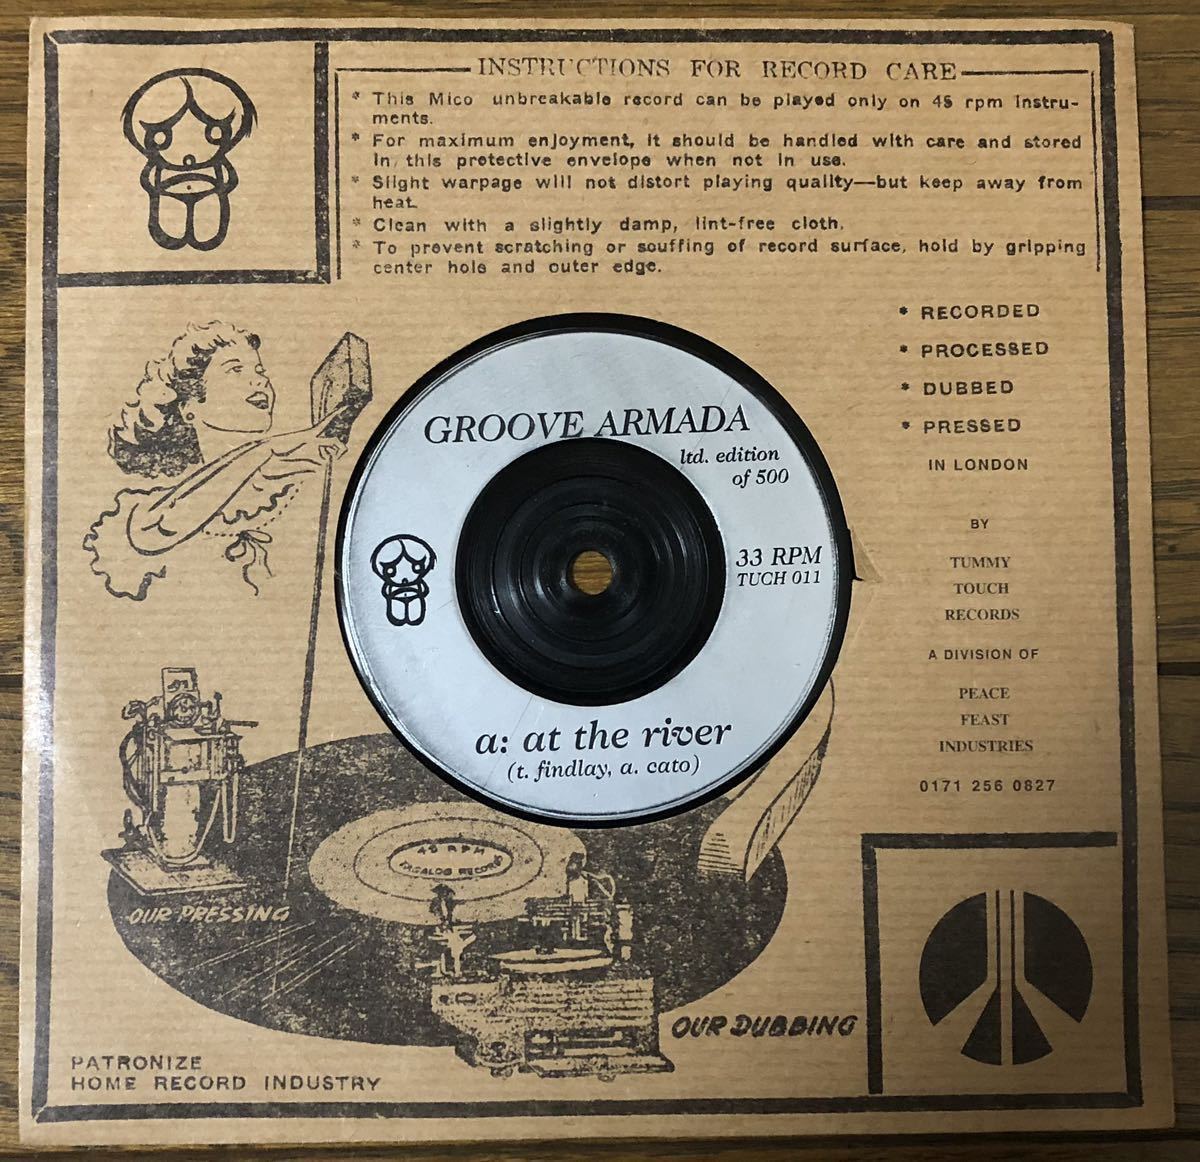 INSTRUCTIONS FOR RECORD CARE
* This Mico unbreakable record can be played only on 45 rpm instru-
ments.
* For maximum enjoyment, it should be handled with care and stored
in this protective envelope when not in use.
* Slight warpage will not distort playing quality—but keep away from
heat.
* Clean with a slightly damp, lint-free cloth.
* To prevent scratching or souffing of record surface, hold by gripping
center hole and outer edge.
* RECORDED
* PROCESSED
* DUBBED
* PRESSED
IN LONDON
BY
TUMMY
TOUCH
RECORDS
A DIVISION OF
PEACE
FEAST
INDUSTRIES
0171 256 0827
GROOVE ARMADA
ltd. edition
of 500
33 RPM
TUCH 011
a: at the river
(t. findlay, a. cato)
45 RPM
RECORDS
OUR PRESSING
OUR DUBBING
PATRONIZE
HOME RECORD INDUSTRY